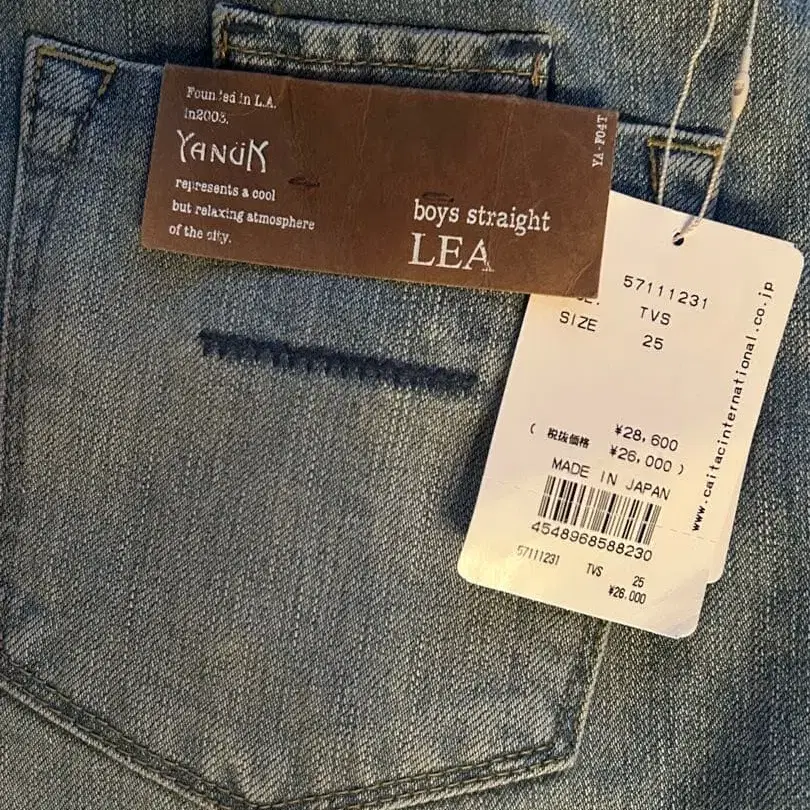 Founded in L.A.
in2003.
YANUK
represents a cool
but relaxing atmosphere
of the city.
boys straight
LEA
YA-F04T
57111231
TVS
SIZE 25
¥28,600
( 税抜価格 ¥26,000 )
MADE IN JAPAN
4548968588230
57111231 TVS 25
¥26.000
www.caitacinternational.co.jp